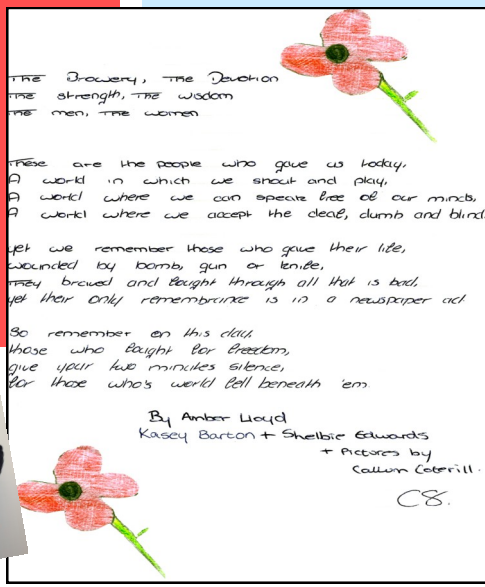 The Bravery, The Devotion
The strength, The wisdom
The men, The women
These are the people who gave us today,
A world in which we shout and play,
A world where we can speak free of our minds,
A world where we accept the deaf, dumb and blind.
Yet we remember those who gave their life,
wounded by bomb, gun or knife,
They braved and fought through all that is bad,
yet their only remembrance is in a newspaper ad
So remember on this day,
those who fought for freedom,
give your two minutes silence,
for those who's world fell beneath 'em
By Amber Lloyd
Kasey Barton + Shelbie Edwards
+ Pictures by
Callum Coterill.
C8.